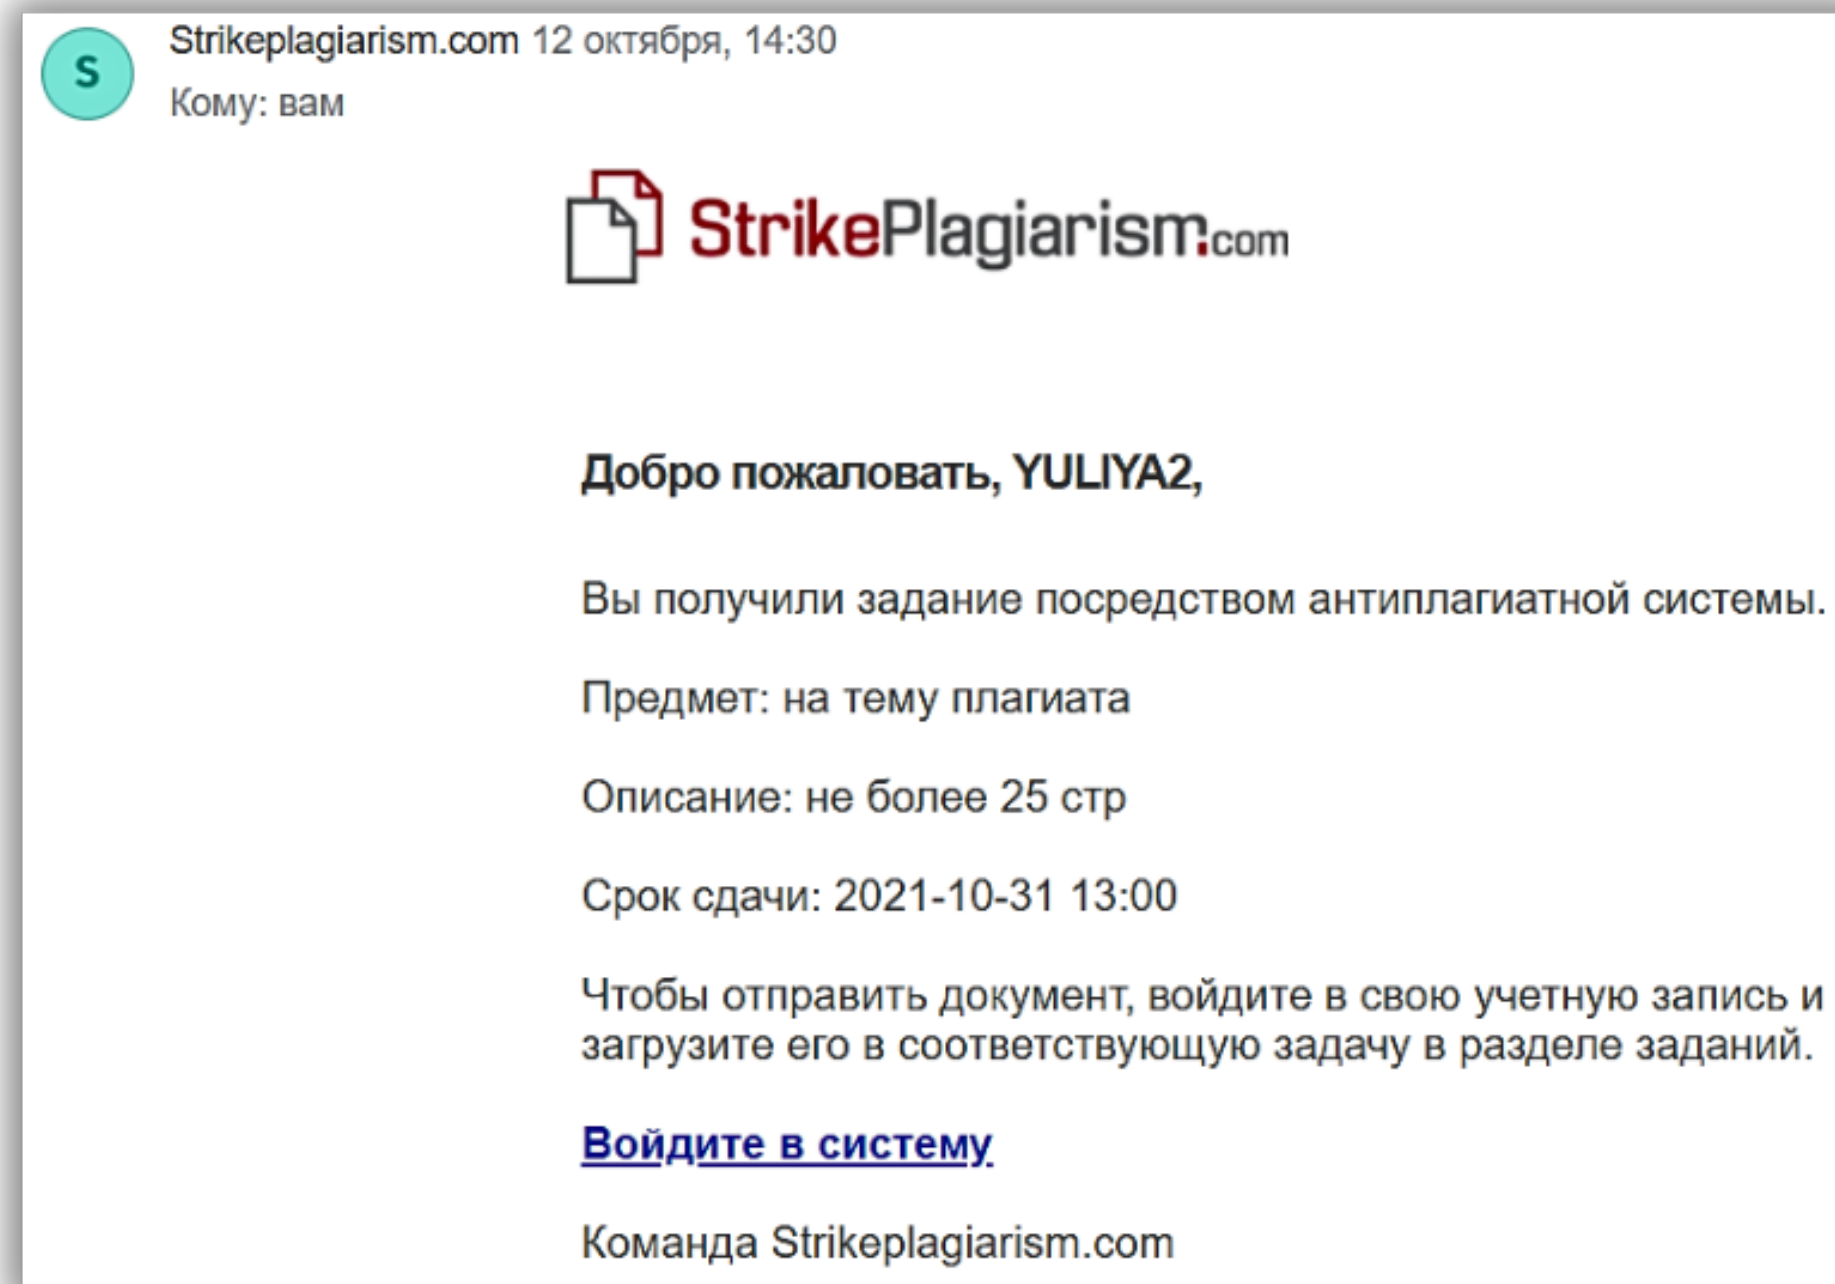 Strikeplagiarism.com 12 октября, 14:30
S
Кому: вам
StrikePlagiarism.com
Добро пожаловать, YULIYA2,
Вы получили задание посредством антиплагиатной системы.
Предмет: на тему плагиата
Описание: не более 25 стр
Срок сдачи: 2021-10-31 13:00
Чтобы отправить документ, войдите в свою учетную запись и
загрузите его в соответствующую задачу в разделе заданий.
Войдите в систему
Команда Strikeplagiarism.com